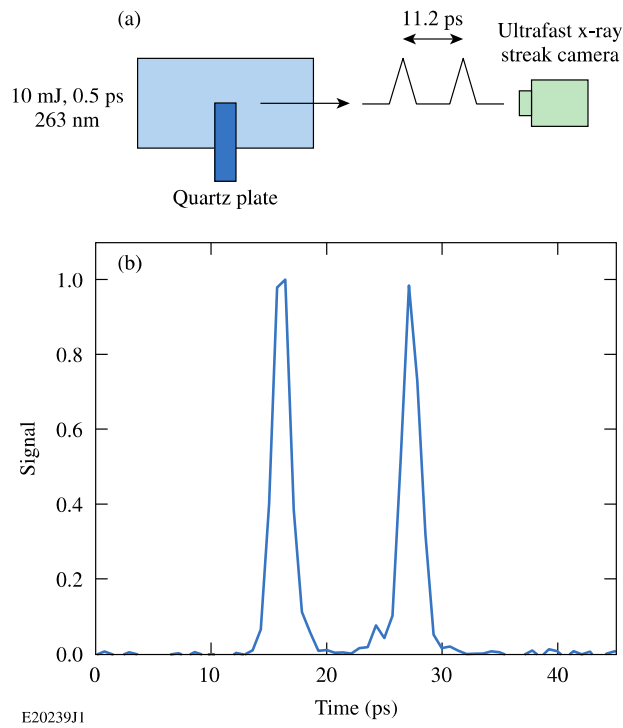 (a)
11.2 ps
Ultrafast x-ray
streak camera
10 mJ, 0.5 ps
263 nm
Quartz plate
(b)
1.0
0.8
0.6
0.4
0.2
0.0
Signal
0
10
20
30
40
Time (ps)
E20239J1